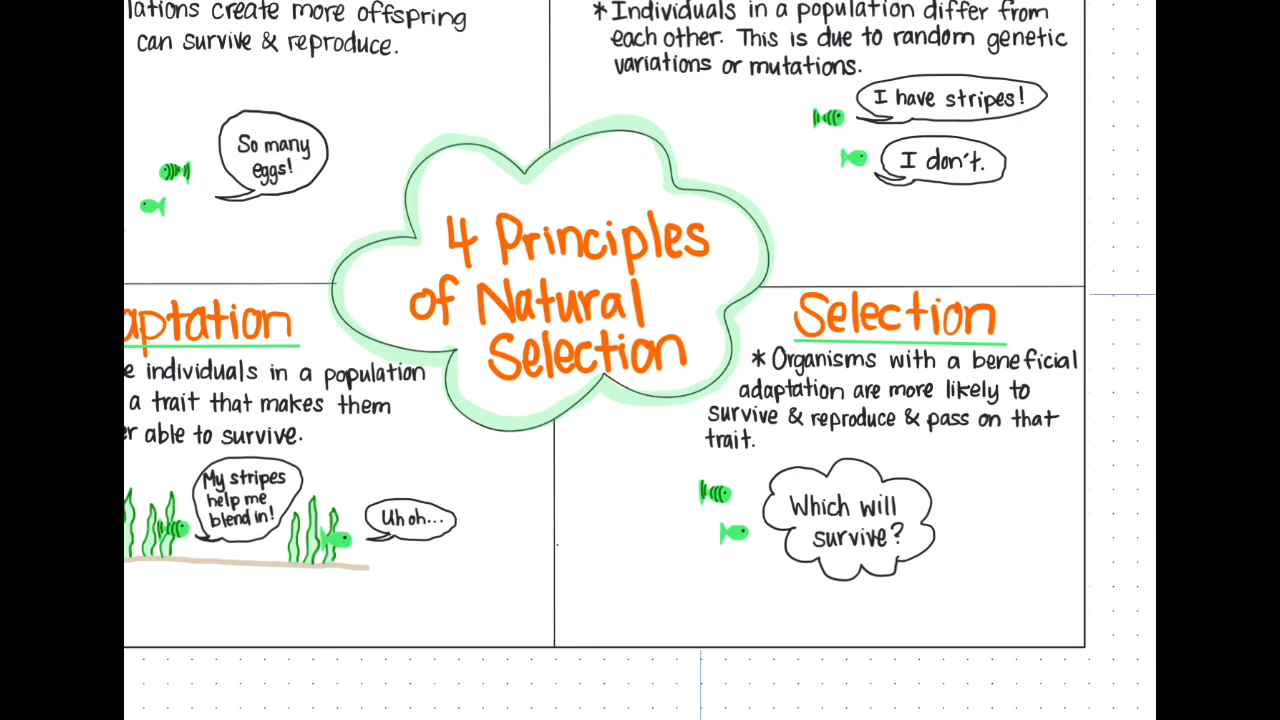 lations create more offspring
can survive & reproduce.
So many
eggs!
* Individuals in a population differ from
each other. This is due to random genetic
variations or mutations.
I have stripes!
I don't.
4 Principles
of Natural
Selection
aptation
e individuals in a population
a trait that makes them
er able to survive.
My stripes
help me
blend in!
Uh oh...
Selection
* Organisms with a beneficial
adaptation are more likely to
survive & reproduce & pass on that
trait.
Which will
survive?